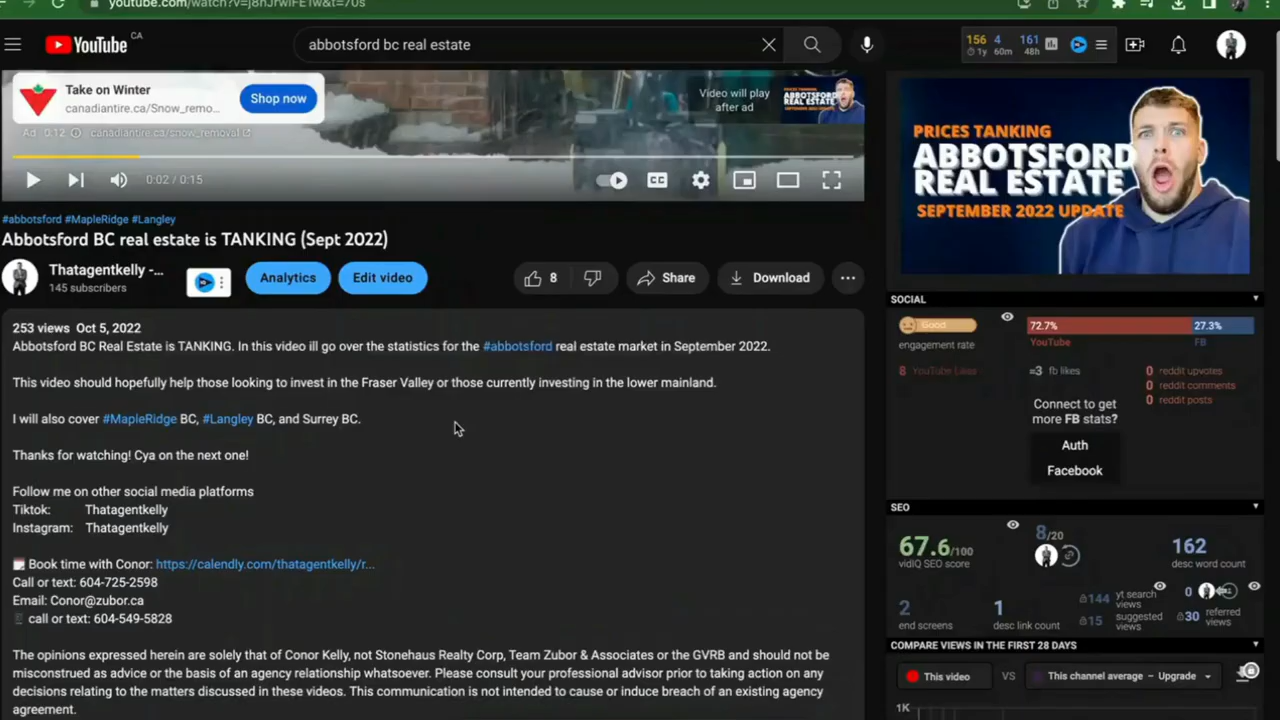 youtube.com/watch?v=j8hJrwIFE1w&t=70s
YouTube CA
abbotsford bc real estate
156 4 161
1y 60m 48h
Take on Winter
canadiantire.ca/Snow_remo...
Shop now
Ad · 0:12 canadiantire.ca/snow_removal
Video will play
after ad
0:02 / 0:15
CC
#abbotsford #MapleRidge #Langley
Abbotsford BC real estate is TANKING (Sept 2022)
Thatagentkelly -...
145 subscribers
Analytics
Edit video
8
Share
Download
253 views Oct 5, 2022
Abbotsford BC Real Estate is TANKING. In this video ill go over the statistics for the #abbotsford real estate market in September 2022.
This video should hopefully help those looking to invest in the Fraser Valley or those currently investing in the lower mainland.
I will also cover #MapleRidge BC, #Langley BC, and Surrey BC.
Thanks for watching! Cya on the next one!
Follow me on other social media platforms
Tiktok: Thatagentkelly
Instagram: Thatagentkelly
Book time with Conor: https://calendly.com/thatagentkelly/r...
Call or text: 604-725-2598
Email: Conor@zubor.ca
call or text: 604-549-5828
The opinions expressed herein are solely that of Conor Kelly, not Stonehaus Realty Corp, Team Zubor & Associates or the GVRB and should not be
misconstrued as advice or the basis of an agency relationship whatsoever. Please consult your professional advisor prior to taking action on any
decisions relating to the matters discussed in these videos. This communication is not intended to cause or induce breach of an existing agency
agreement.
PRICES TANKING
ABBOTSFORD
REAL ESTATE
SEPTEMBER 2022 UPDATE
SOCIAL
Good
engagement rate
72.7% 27.3%
YouTube FB
8 YouTube Likes
=3 fb likes
0 reddit upvotes
0 reddit comments
0 reddit posts
Connect to get
more FB stats?
Auth
Facebook
SEO
67.6/100
vidIQ SEO score
8/20
162
desc word count
2
end screens
1
desc link count
144 yt search views
15 suggested views
0
30 referred views
COMPARE VIEWS IN THE FIRST 28 DAYS
This video VS This channel average – Upgrade
1K